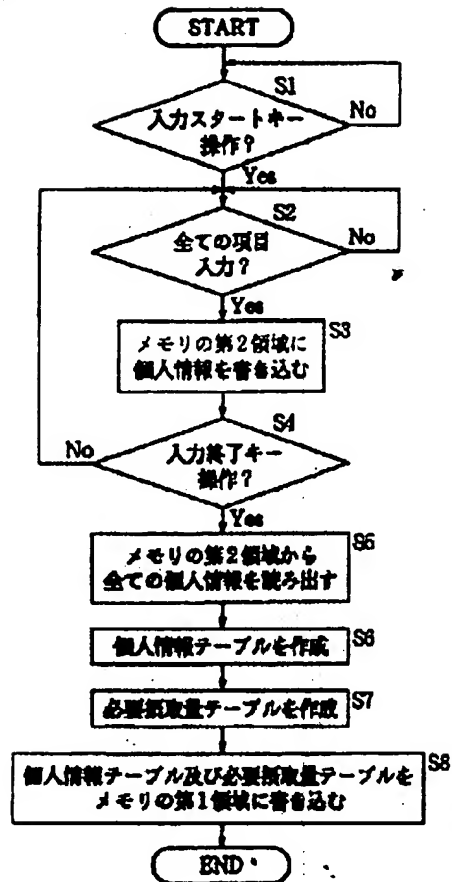 START
S1
入力スタートキー
操作?
No
Yes
S2
全ての項目
入力?
No
Yes
S3
メモリの第2領域に
個人情報を書き込む
S4
入力終了キー
操作?
No
Yes
S5
メモリの第2領域から
全ての個人情報を読み出す
個人情報テーブルを作成
S6
必要摂取量テーブルを作成
S7
S8
個人情報テーブル及び必要摂取量テーブルを
メモリの第1領域に書き込む
END